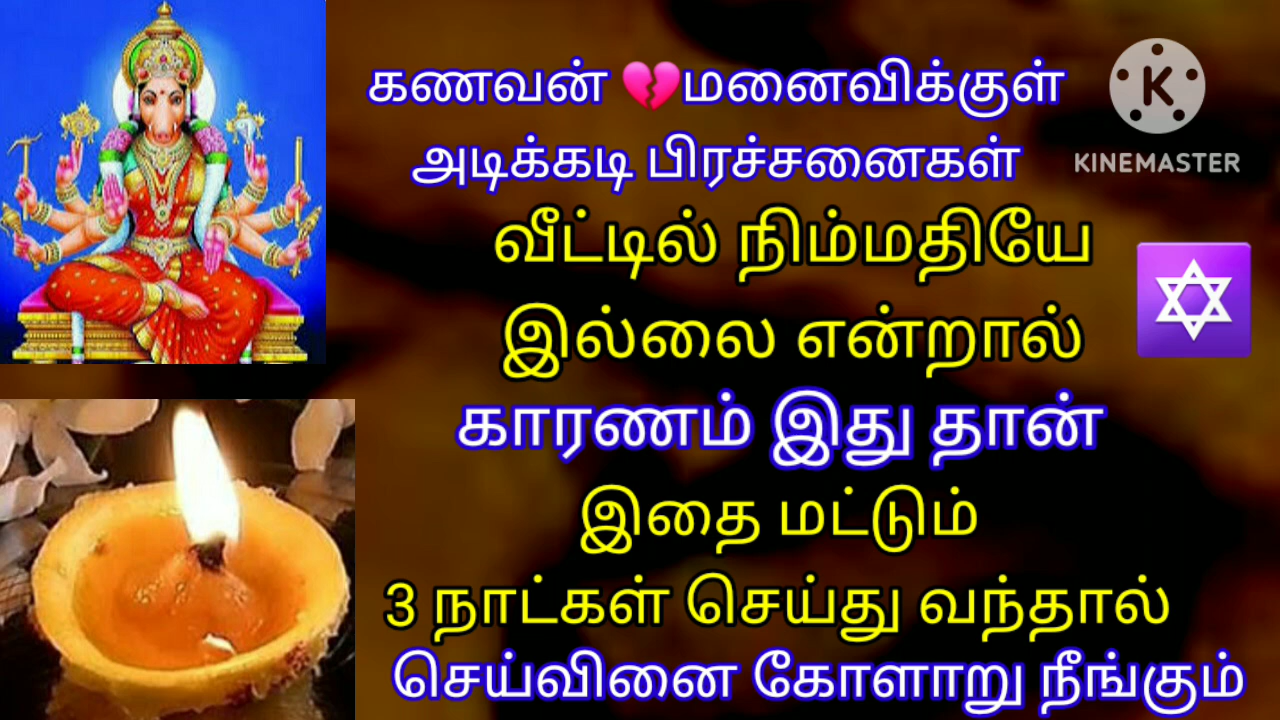 கணவன் 💔மனைவிக்குள்
அடிக்கடி பிரச்சனைகள்
வீட்டில் நிம்மதியே
இல்லை என்றால்
காரணம் இது தான்
இதை மட்டும்
3 நாட்கள் செய்து வந்தால்
செய்வினை கோளாறு நீங்கும்
K
KINEMASTER